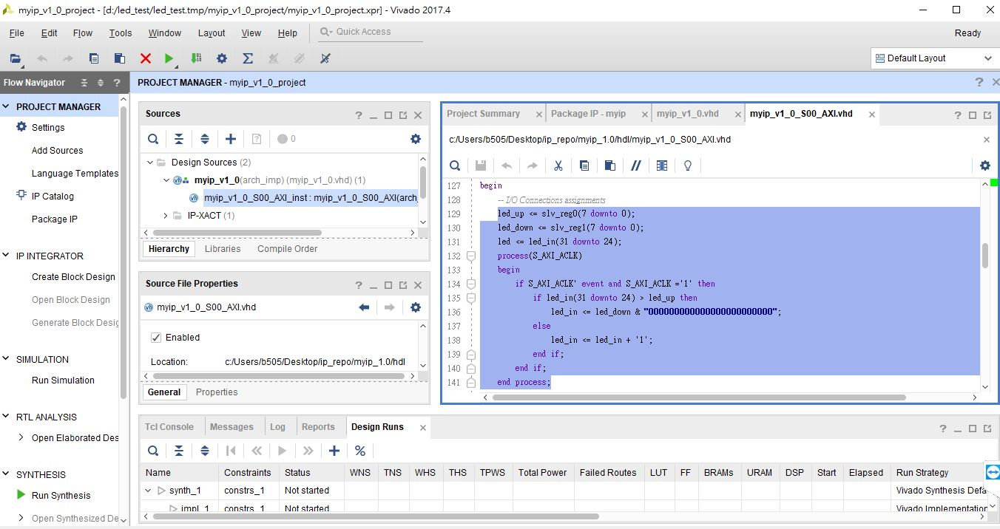 myip_v1_0_project - [d:/led_test/led_test.tmp/myip_v1_0_project/myip_v1_0_project.xpr] - Vivado 2017.4
File Edit Flow Tools Window Layout View Help Quick Access Ready
Default Layout
Flow Navigator ?
PROJECT MANAGER - myip_v1_0_project ?
PROJECT MANAGER
Settings
Add Sources
Language Templates
IP Catalog
Package IP
IP INTEGRATOR
Create Block Design
Open Block Design
Generate Block Desig
SIMULATION
Run Simulation
RTL ANALYSIS
Open Elaborated Des
SYNTHESIS
Run Synthesis
Open Synthesized De
Sources ?
? 0
Design Sources (2)
myip_v1_0(arch_imp) (myip_v1_0.vhd) (1)
vh myip_v1_0_S00_AXI_inst : myip_v1_0_S00_AXI(arch_
IP-XACT (1)
Hierarchy Libraries Compile Order
Source File Properties ?
vh myip_v1_0_S00_AXI.vhd
Enabled
Location: c:/Users/b505/Desktop/ip_repo/myip_1.0/hdl
General Properties
Project Summary Package IP - myip myip_v1_0.vhd myip_v1_0_S00_AXI.vhd ?
c:/Users/b505/Desktop/ip_repo/myip_1.0/hdl/myip_v1_0_S00_AXI.vhd
//
127 begin
128 -- I/O Connections assignments
129 led_up <= slv_reg0(7 downto 0);
130 led_down <= slv_reg1(7 downto 0);
131 led <= led_in(31 downto 24);
132 process(S_AXI_ACLK)
133 begin
134 if S_AXI_ACLK' event and S_AXI_ACLK ='1' then
135 if led_in(31 downto 24) > led_up then
136 led_in <= led_down & "000000000000000000000000";
137 else
138 led_in <= led_in + '1';
139 end if;
140 end if;
141 end process;
Tcl Console Messages Log Reports Design Runs ?
%
Name Constraints Status WNS TNS WHS THS TPWS Total Power Failed Routes LUT FF BRAMs URAM DSP Start Elapsed Run Strategy
synth_1 constrs_1 Not started Vivado Synthesis Defa
impl_1 constrs_1 Not started Vivado Implementation